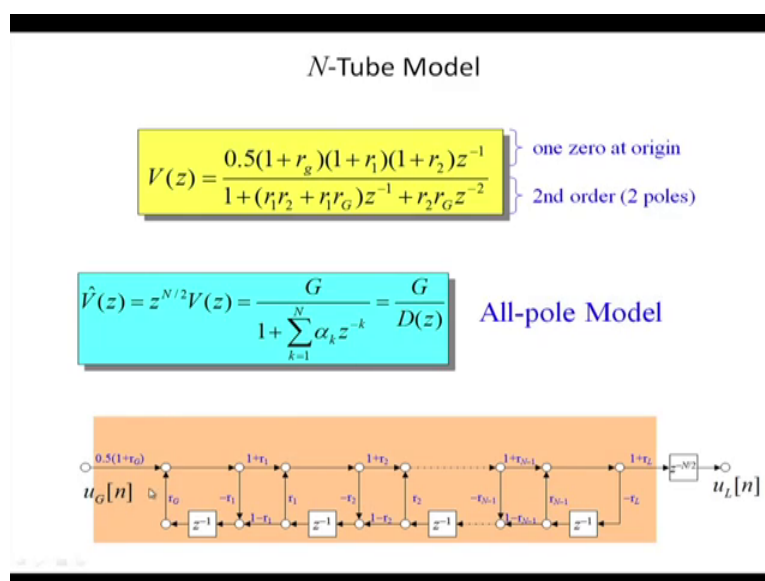 N-Tube Model
V(z) = 0.5(1+r_g)(1+r_1)(1+r_2)z^{-1} / 1+(r_1r_2+r_1r_G)z^{-1}+r_2r_Gz^{-2}
one zero at origin
2nd order (2 poles)
V̂(z) = z^{N/2}V(z) = G / 1+∑_{k=1}^{N} α_k z^{-k} = G / D(z)
All-pole Model
0.5(1+r_G) 1+r_1 1+r_2 1+r_{N-1} 1+r_L z^{-N/2}
u_G[n] r_G -r_1 r_1 -r_2 r_2 -r_{N-1} r_{N-1} -r_L u_L[n]
z^{-1} 1-r_1 z^{-1} 1-r_2 z^{-1} 1-r_{N-1} z^{-1}